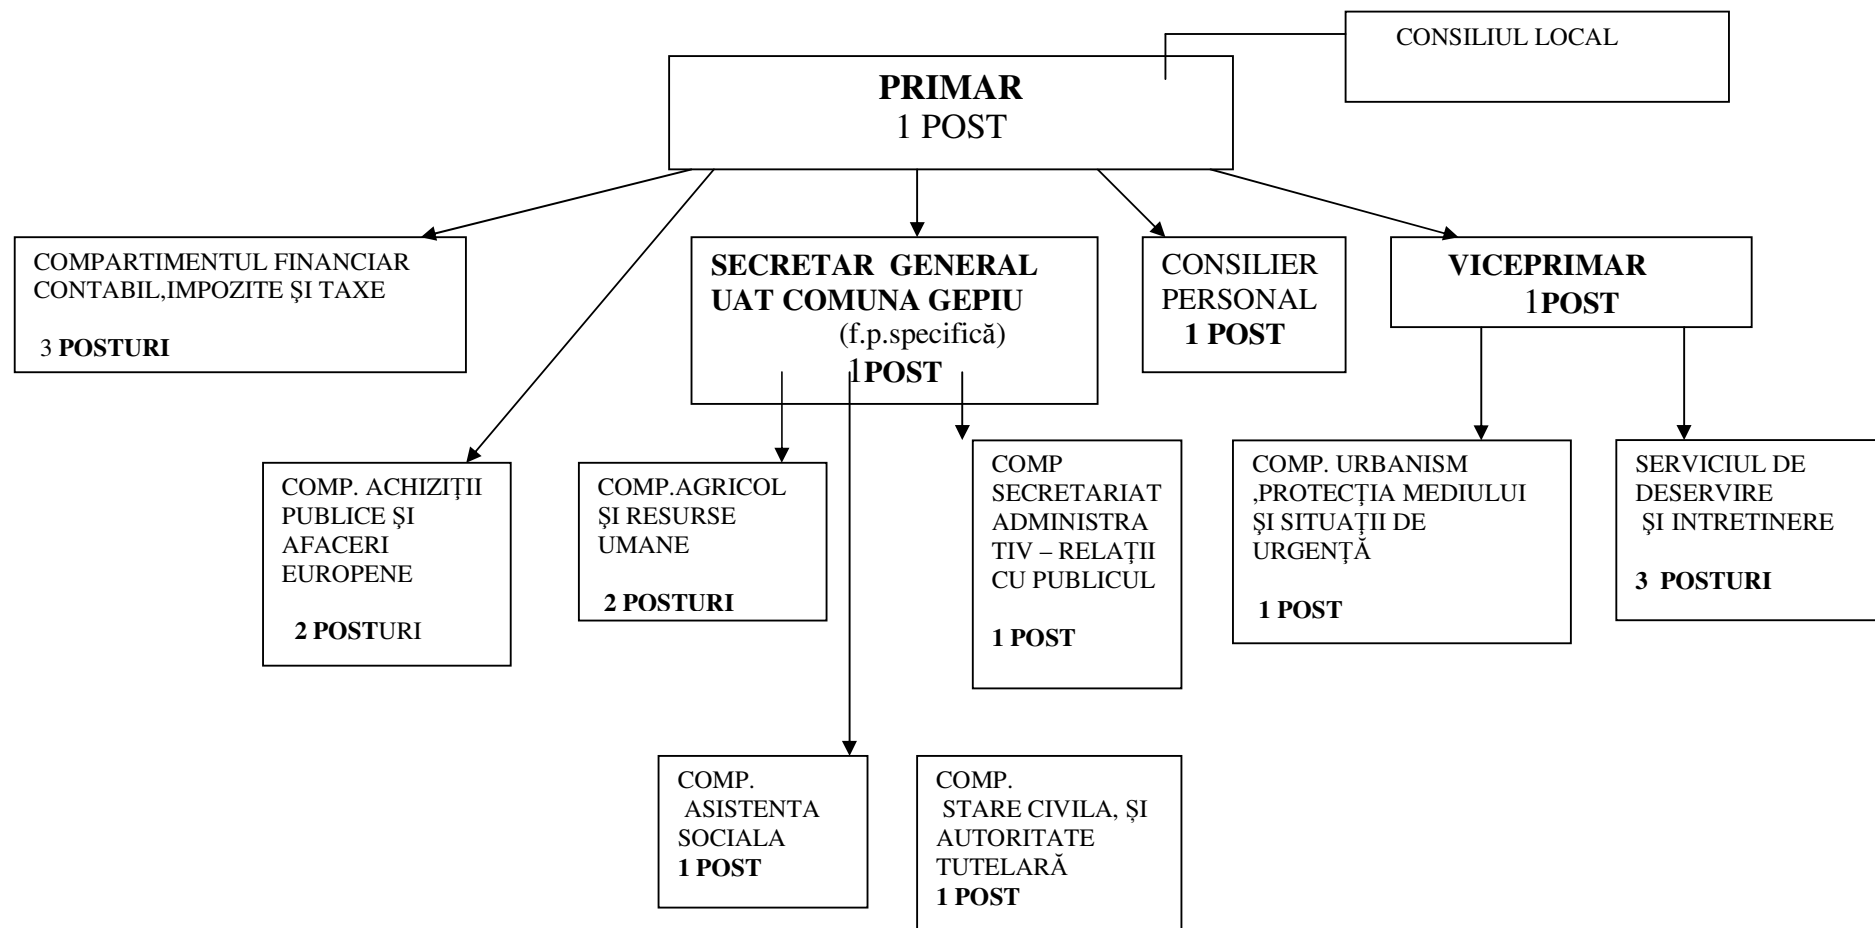 CONSILIUL LOCAL
PRIMAR
1 POST
COMPARTIMENTUL FINANCIAR
CONTABIL,IMPOZITE ŞI TAXE
3 POSTURI
SECRETAR GENERAL
UAT COMUNA GEPIU
(f.p.specifică)
1POST
CONSILIER
PERSONAL
1 POST
VICEPRIMAR
1POST
COMP. ACHIZIŢII
PUBLICE ŞI
AFACERI
EUROPENE
2 POSTURI
COMP.AGRICOL
ŞI RESURSE
UMANE
2 POSTURI
COMP
SECRETARIAT
ADMINISTRA
TIV – RELAŢII
CU PUBLICUL
1 POST
COMP. URBANISM
,PROTECŢIA MEDIULUI
ŞI SITUAŢII DE
URGENŢĂ
1 POST
SERVICIUL DE
DESERVIRE
ŞI INTRETINERE
3 POSTURI
COMP.
ASISTENTA
SOCIALA
1 POST
COMP.
STARE CIVILA, ȘI
AUTORITATE
TUTELARĂ
1 POST